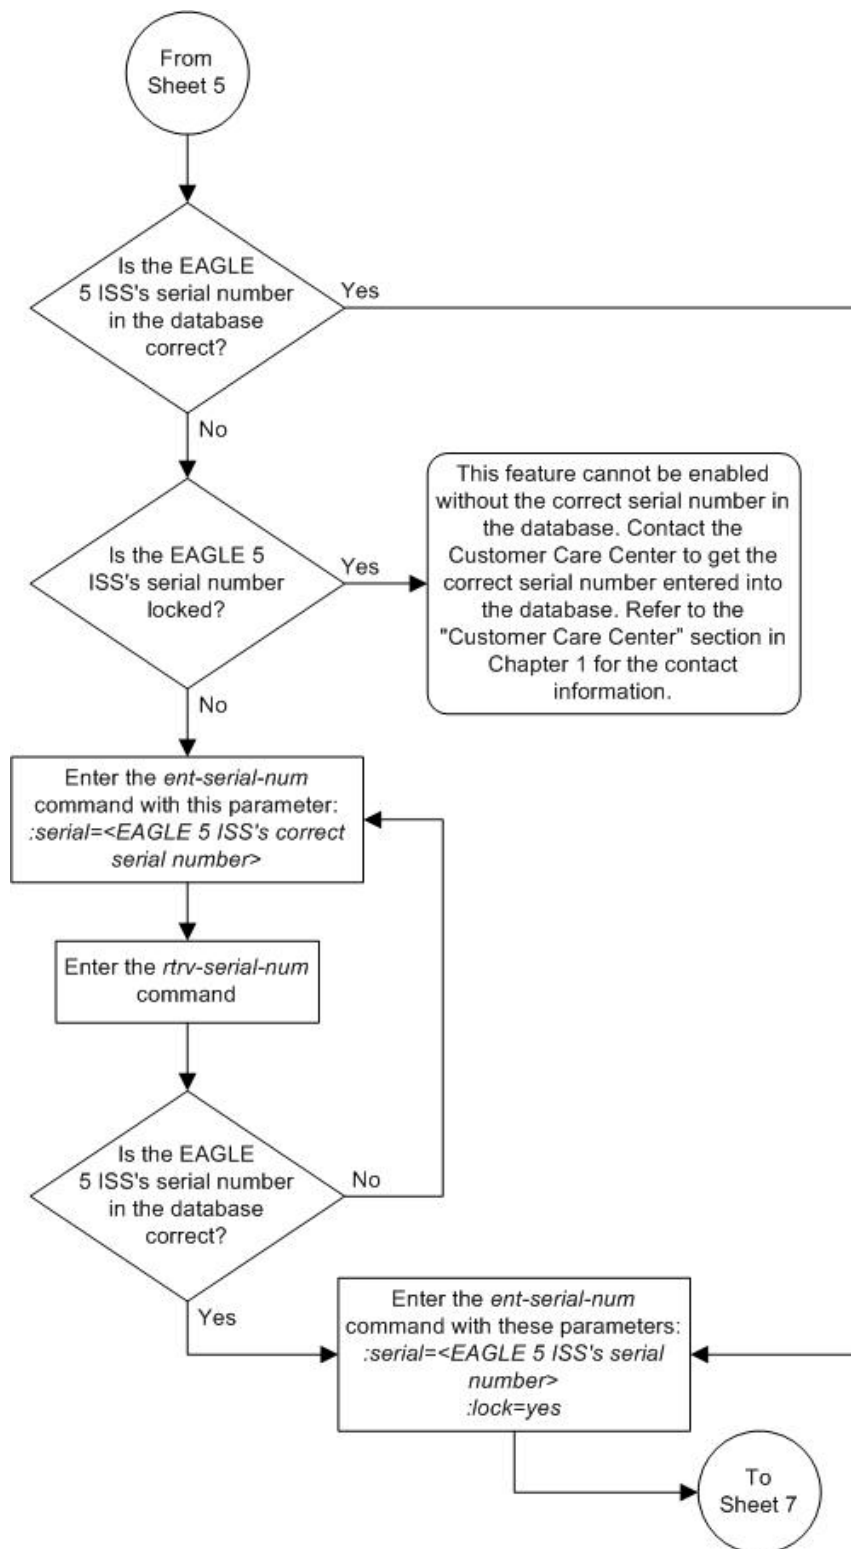 From
Sheet 5
Is the EAGLE
5 ISS's serial number
in the database
correct?
Yes
No
Is the EAGLE 5
ISS's serial number
locked?
Yes
This feature cannot be enabled
without the correct serial number in
the database. Contact the
Customer Care Center to get the
correct serial number entered into
the database. Refer to the
"Customer Care Center" section in
Chapter 1 for the contact
information.
No
Enter the ent-serial-num
command with this parameter:
:serial=<EAGLE 5 ISS's correct
serial number>
Enter the rtrv-serial-num
command
Is the EAGLE
5 ISS's serial number
in the database
correct?
No
Yes
Enter the ent-serial-num
command with these parameters:
:serial=<EAGLE 5 ISS's serial
number>
:lock=yes
To
Sheet 7